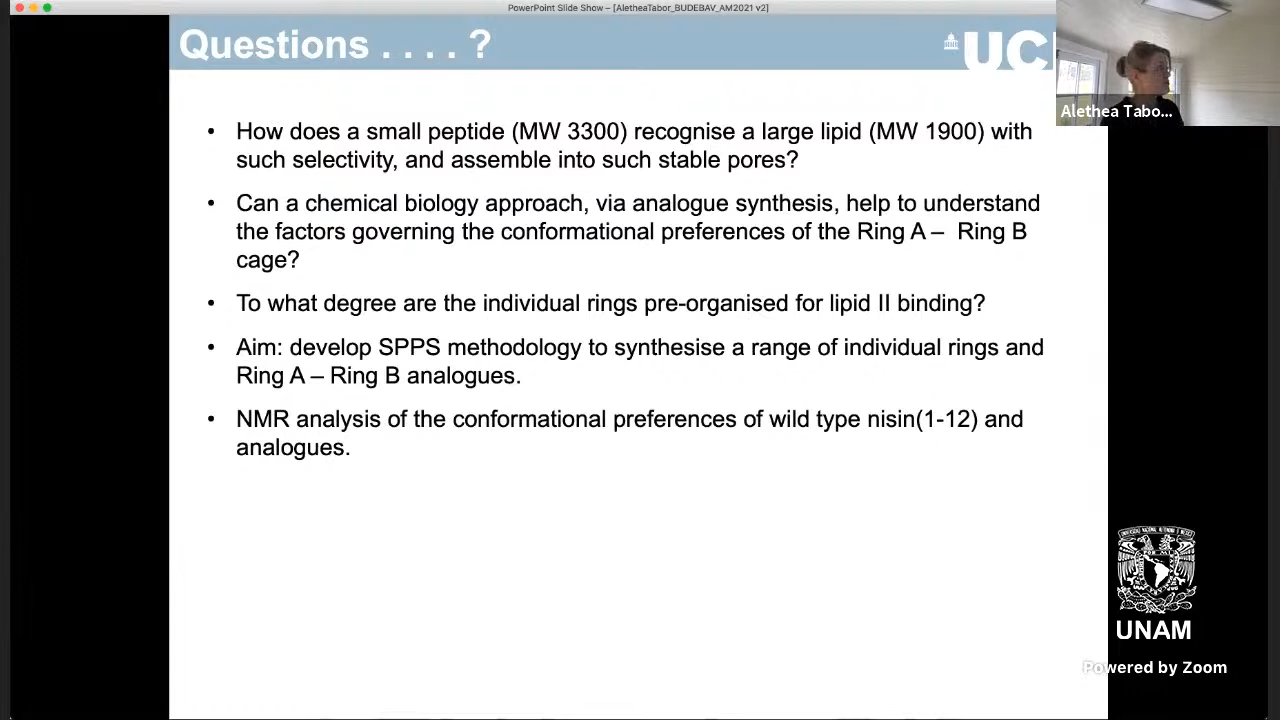 PowerPoint Slide Show – [AletheaTabor_BUDEBAV_AM2021 v2]
Questions . . . . ?
UC
Alethea Tabo...
• How does a small peptide (MW 3300) recognise a large lipid (MW 1900) with
such selectivity, and assemble into such stable pores?
• Can a chemical biology approach, via analogue synthesis, help to understand
the factors governing the conformational preferences of the Ring A – Ring B
cage?
• To what degree are the individual rings pre-organised for lipid II binding?
• Aim: develop SPPS methodology to synthesise a range of individual rings and
Ring A – Ring B analogues.
• NMR analysis of the conformational preferences of wild type nisin(1-12) and
analogues.
UNAM
Powered by Zoom